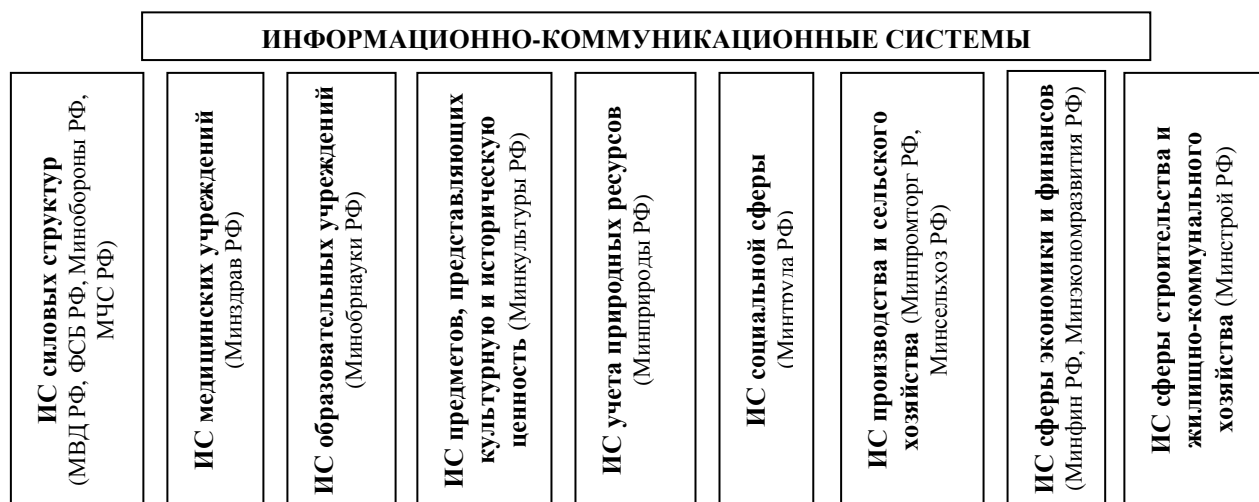 ИНФОРМАЦИОННО-КОММУНИКАЦИОННЫЕ СИСТЕМЫ
ИС силовых структур
(МВД РФ, ФСБ РФ, Минобороны РФ,
МЧС РФ)
ИС медицинских учреждений
(Минздрав РФ)
ИС образовательных учреждений
(Минобрнауки РФ)
ИС предметов, представляющих
культурную и историческую
ценность (Минкультуры РФ)
ИС учета природных ресурсов
(Минприроды РФ)
ИС социальной сферы
(Минтруда РФ)
ИС производства и сельского
хозяйства (Минпромторг РФ,
Минсельхоз РФ)
ИС сферы экономики и финансов
(Минфин РФ, Минэкономразвития РФ)
ИС сферы строительства и
жилищно-коммунального
хозяйства (Минстрой РФ)